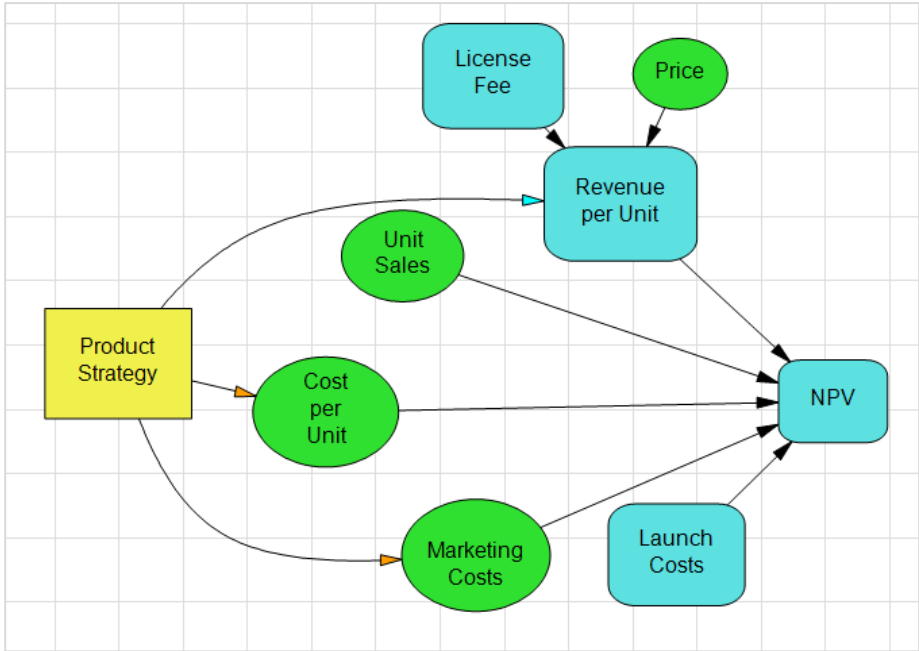 License
Fee
Price
Revenue
per Unit
Unit
Sales
Product
Strategy
Cost
per
Unit
NPV
Marketing
Costs
Launch
Costs